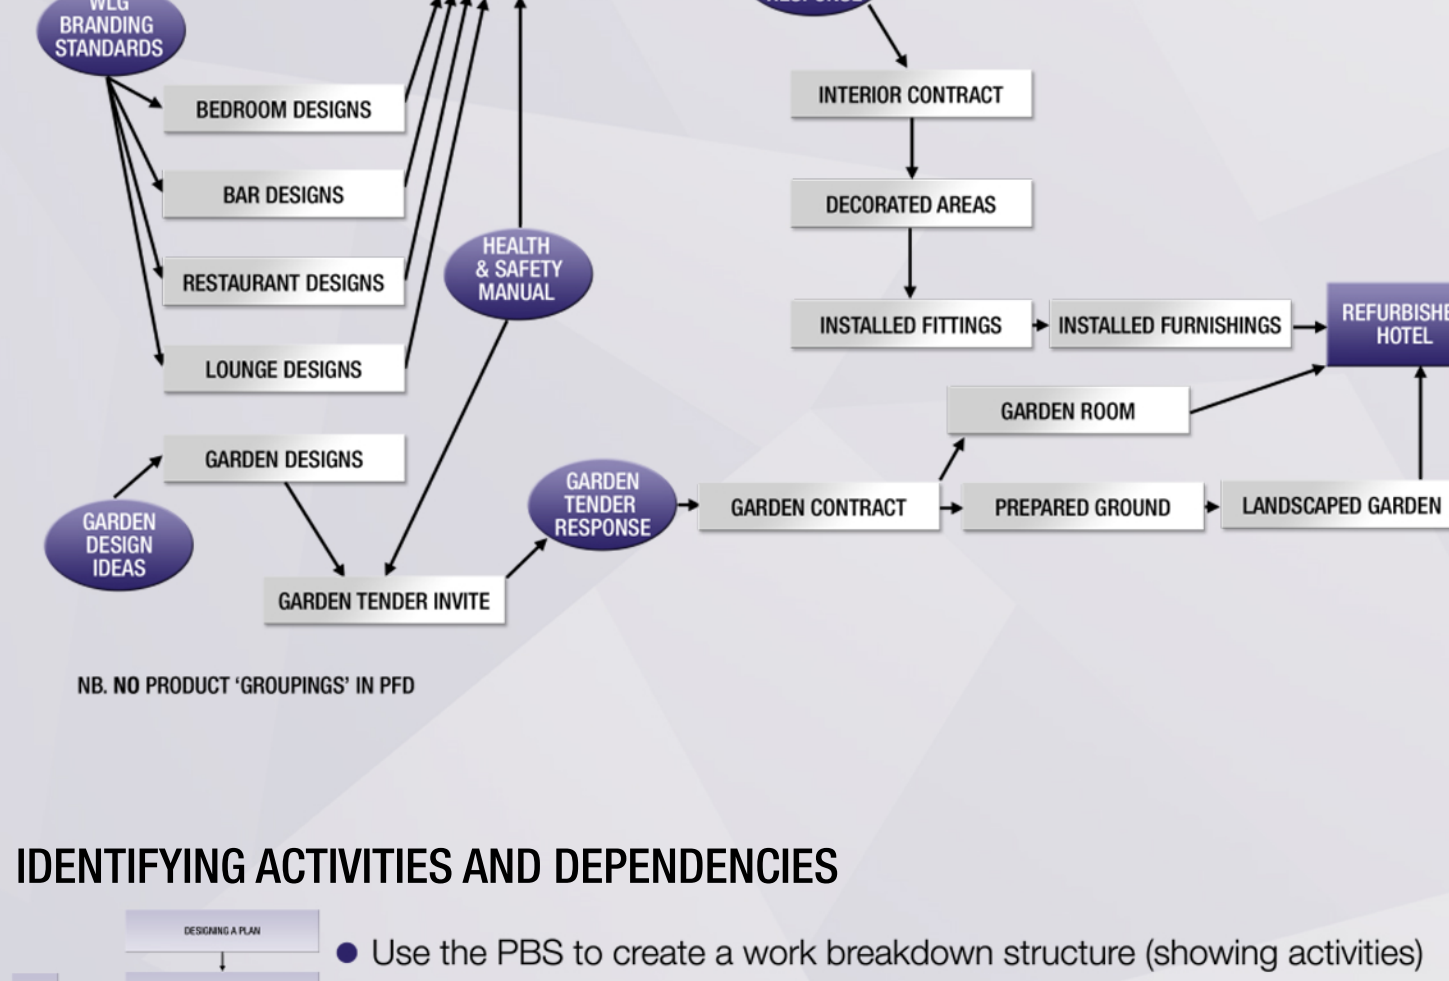 WLG
BRANDING
STANDARDS
RESPONSE
BEDROOM DESIGNS
INTERIOR CONTRACT
BAR DESIGNS
DECORATED AREAS
RESTAURANT DESIGNS
HEALTH
& SAFETY
MANUAL
LOUNGE DESIGNS
INSTALLED FITTINGS
INSTALLED FURNISHINGS
REFURBISHE
HOTEL
GARDEN ROOM
GARDEN DESIGNS
GARDEN
DESIGN
IDEAS
GARDEN TENDER INVITE
GARDEN
TENDER
RESPONSE
GARDEN CONTRACT
PREPARED GROUND
LANDSCAPED GARDEN
NB. NO PRODUCT ‘GROUPINGS’ IN PFD
IDENTIFYING ACTIVITIES AND DEPENDENCIES
DESIGNING A PLAN
● Use the PBS to create a work breakdown structure (showing activities)